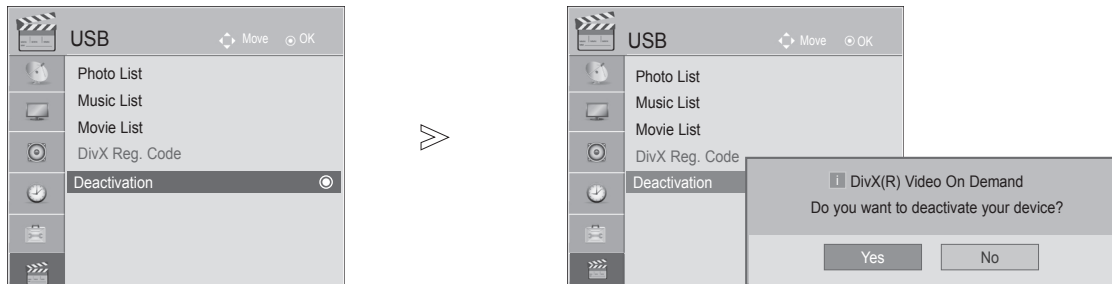 USB
Move
OK
Photo List
Music List
Movie List
DivX Reg. Code
Deactivation
USB
Move
OK
Photo List
Music List
Movie List
DivX Reg. Code
Deactivation
i DivX(R) Video On Demand
Do you want to deactivate your device?
Yes
No